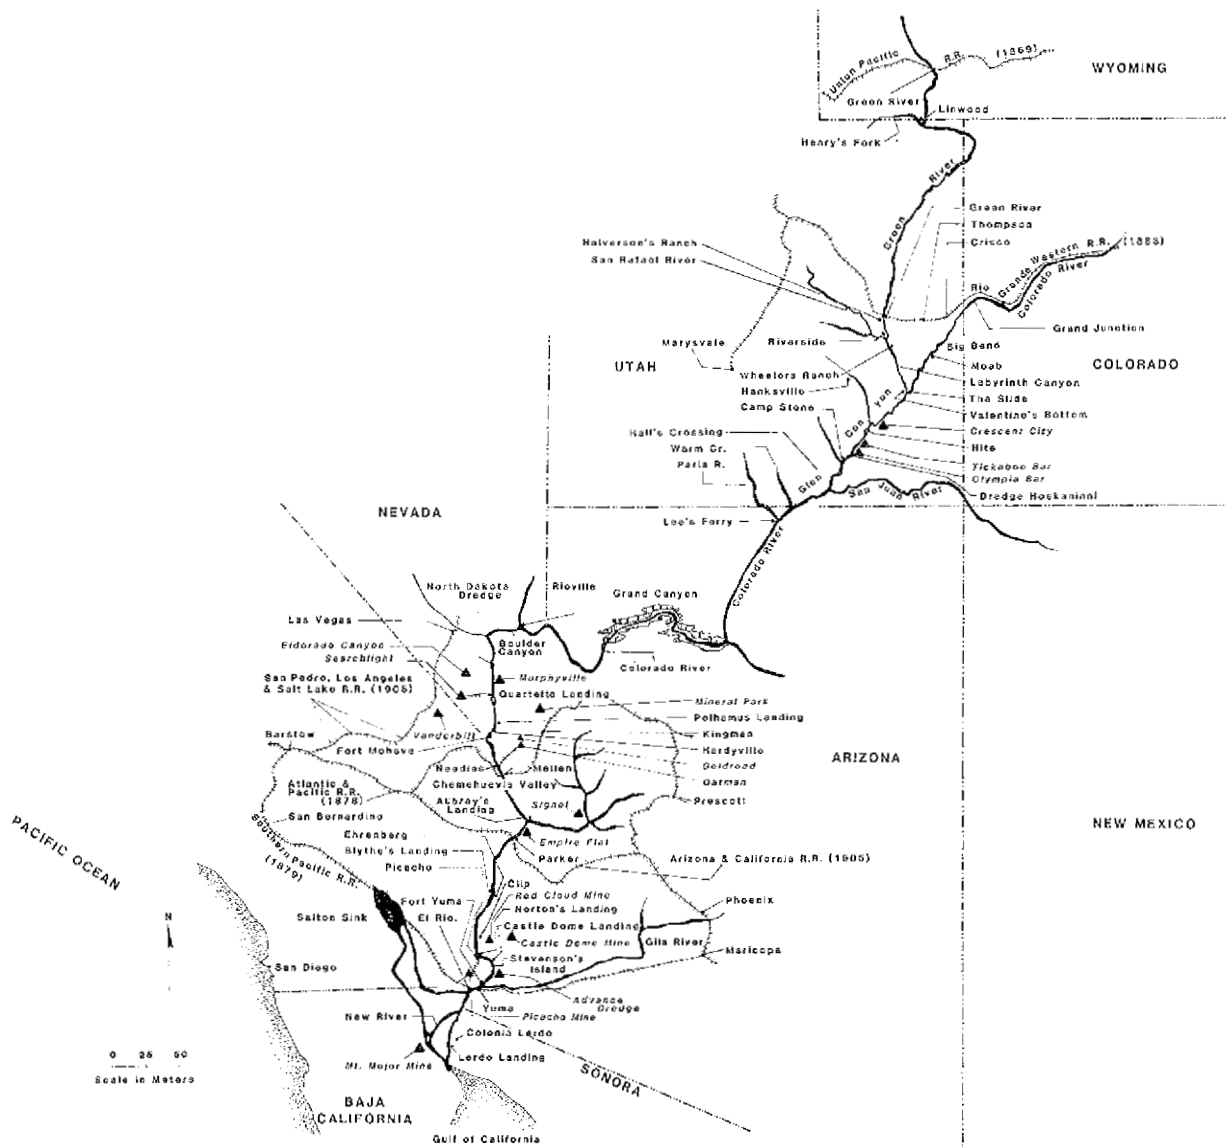 Union Pacific R.R. (1869)
WYOMING
Green River
Linwood
Henry's Fork
Green River
Green River
Thompson
Crisco
Halverson's Ranch
San Rafael River
Rio Grande Western R.R. (1883)
Colorado River
Grand Junction
Riverside
Marysvale
Big Bend
Moab
UTAH
COLORADO
Wheelers Ranch
Labyrinth Canyon
Hanksville
The Slide
Camp Stone
Valentine's Bottom
Crescent City
Hall's Crossing
Hite
Warm Cr.
Tickaboo Bar
Paria R.
Olympia Bar
Glen Canyon
San Juan River
Dredge Hoskaninni
NEVADA
Lee's Ferry
Colorado River
North Dakota
Dredge
Rioville
Grand Canyon
Las Vegas
Boulder
Canyon
Eldorado Canyon
Searchlight
Colorado River
Murphyville
San Pedro, Los Angeles
& Salt Lake R.R. (1905)
Quartette Landing
Mineral Park
Polhamus Landing
Vanderbilt
Kingman
Barstow
Fort Mohave
Hardyville
Goldroad
ARIZONA
Needles
Mellen
Oatman
Chemehuevis Valley
Atlantic &
Pacific R.R.
(1878)
Aubray's
Landing
Signal
Prescott
San Bernardino
NEW MEXICO
PACIFIC OCEAN
Southern Pacific R.R.
(1879)
Ehrenberg
Empire Flat
Blythe's Landing
Parker
Arizona & California R.R. (1905)
Picacho
Clip
Fort Yuma
Red Cloud Mine
Phoenix
N
Salton Sink
El Rio.
Norton's Landing
Castle Dome Landing
Castle Dome Mine
Gila River
Maricopa
San Diego
Stevenson's
Island
Advance
Dredge
Yuma
New River
Picacho Mine
Colonia Lerdo
Lerdo Landing
Mt. Major Mine
SONORA
0 25 50
Scale in Meters
BAJA
CALIFORNIA
Gulf of California